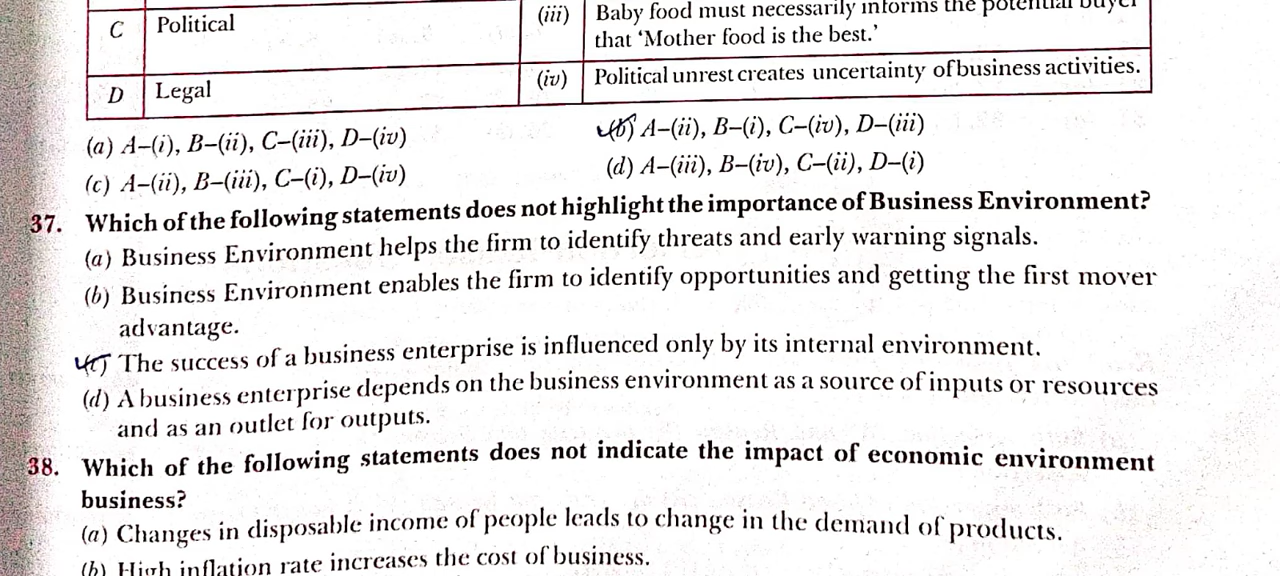 C Political (iii) Baby food must necessarily informs the potential buyer
that ‘Mother food is the best.’
D Legal (iv) Political unrest creates uncertainty of business activities.
(a) A–(i), B–(ii), C–(iii), D–(iv) (b) A–(ii), B–(i), C–(iv), D–(iii)
(c) A–(ii), B–(iii), C–(i), D–(iv) (d) A–(iii), B–(iv), C–(ii), D–(i)
37. Which of the following statements does not highlight the importance of Business Environment?
(a) Business Environment helps the firm to identify threats and early warning signals.
(b) Business Environment enables the firm to identify opportunities and getting the first mover
advantage.
(c) The success of a business enterprise is influenced only by its internal environment.
(d) A business enterprise depends on the business environment as a source of inputs or resources
and as an outlet for outputs.
38. Which of the following statements does not indicate the impact of economic environment
business?
(a) Changes in disposable income of people leads to change in the demand of products.
(b) High inflation rate increases the cost of business.